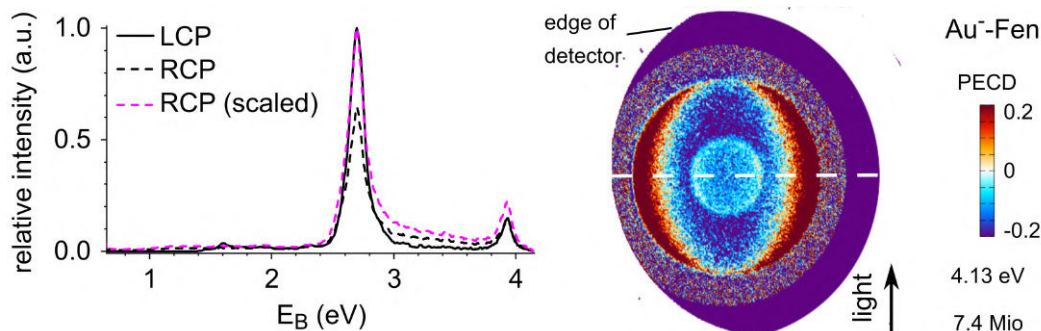 relative intensity (a.u.)
1.0
0.5
0.0
LCP
RCP
RCP (scaled)
1
2
3
4
E_B (eV)
edge of
detector
light
Au⁻-Fen
PECD
0.2
0
-0.2
4.13 eV
7.4 Mio